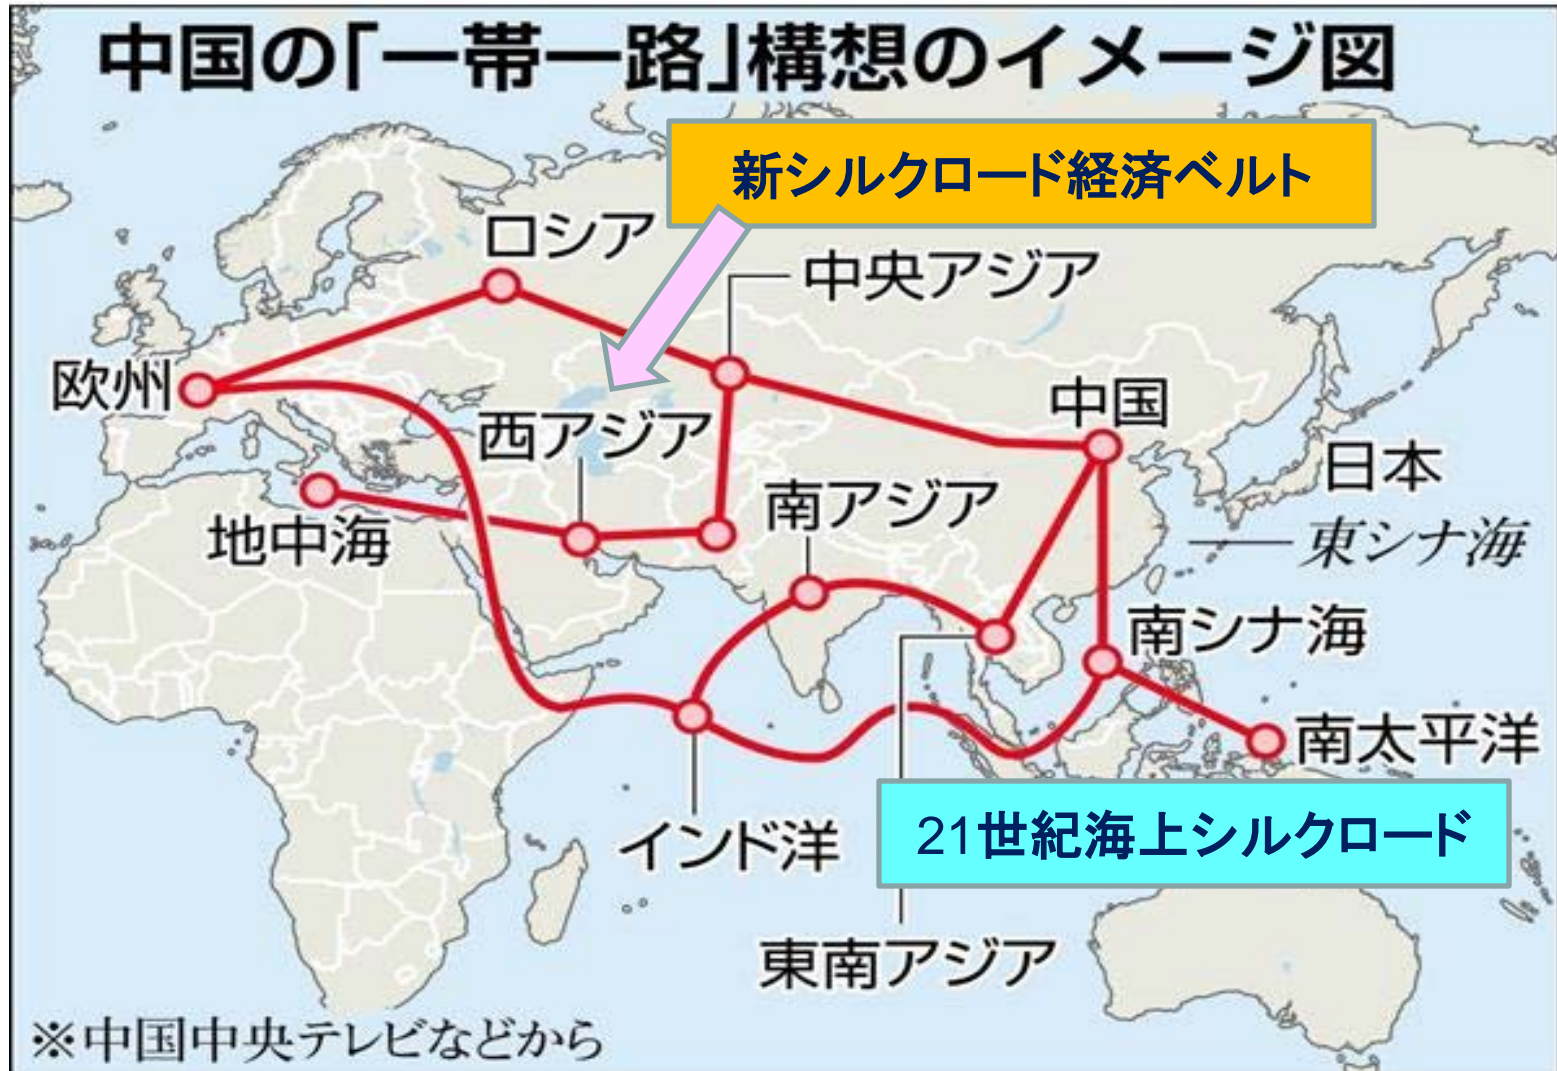 中国の「一帯一路」構想のイメージ図
新シルクロード経済ベルト
ロシア
中央アジア
欧州
西アジア
中国
日本
地中海
南アジア
東シナ海
南シナ海
南太平洋
インド洋
21世紀海上シルクロード
東南アジア
※中国中央テレビなどから